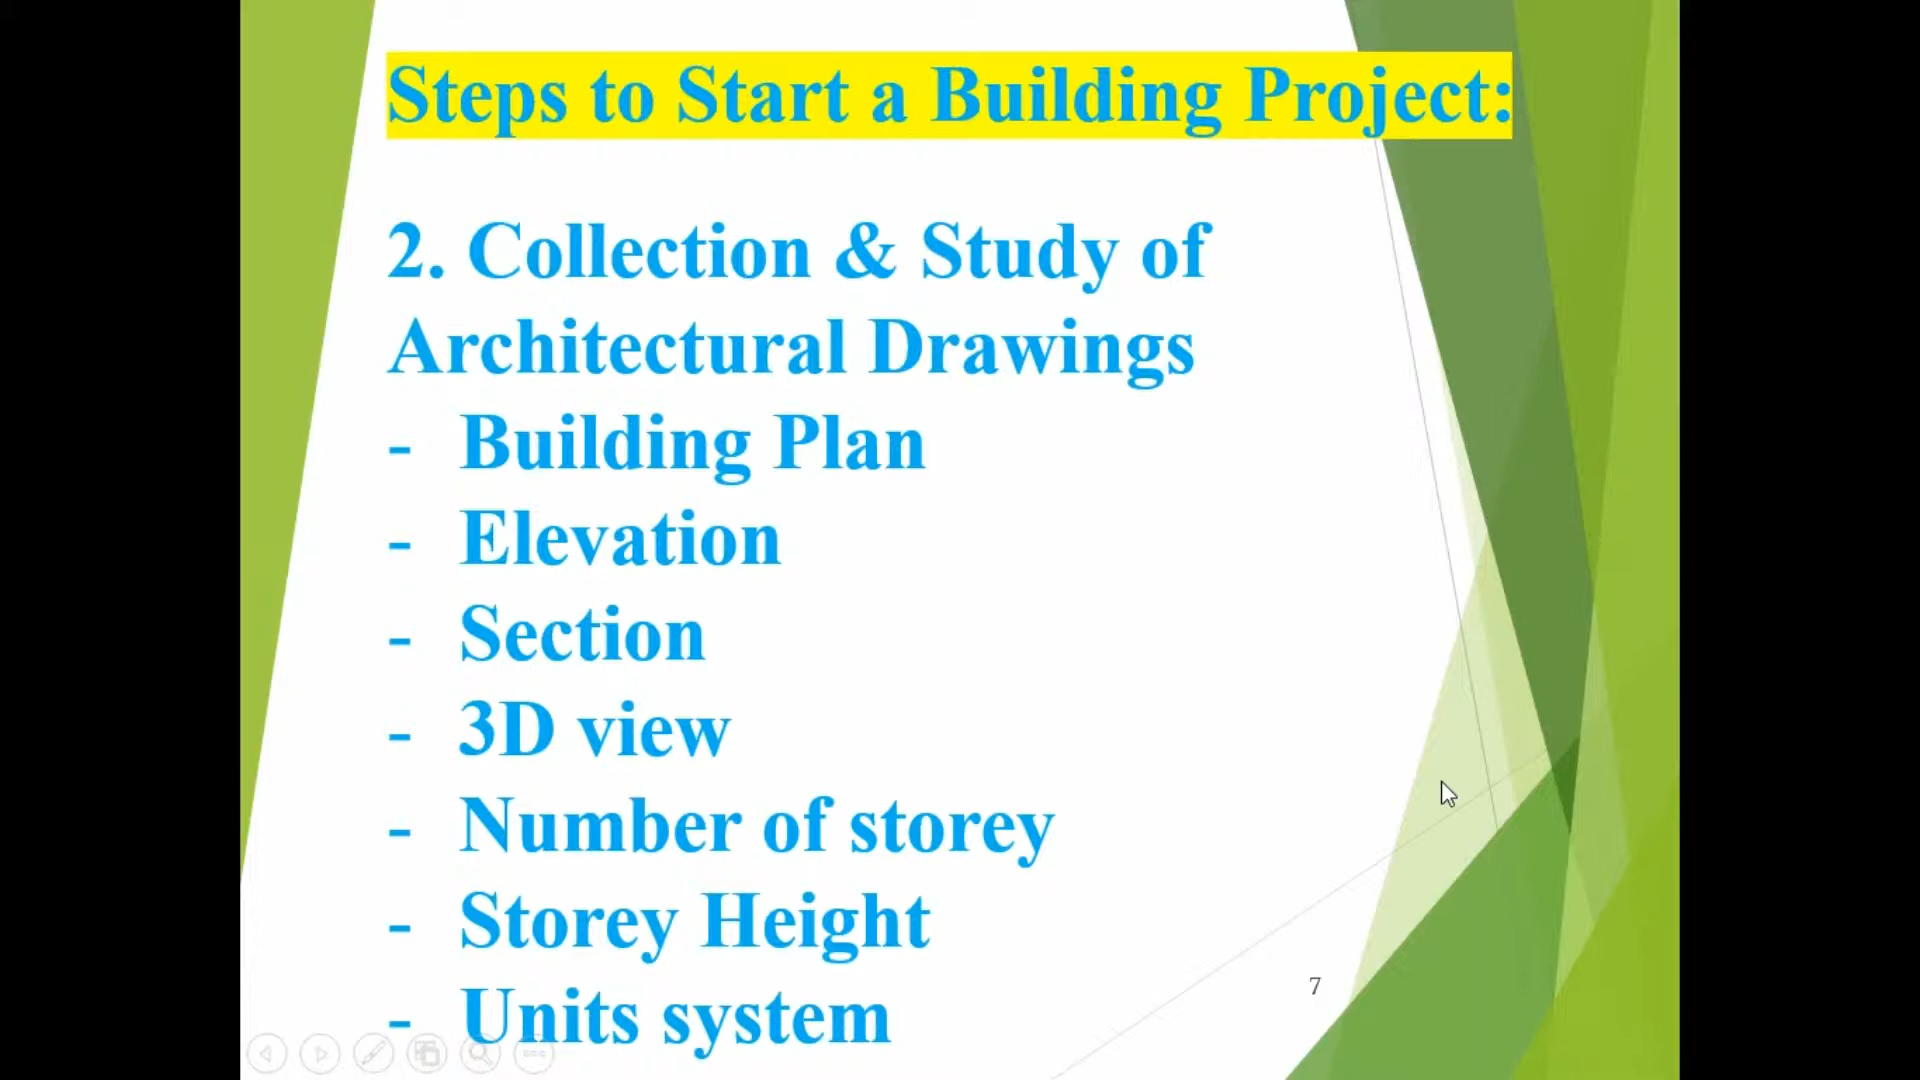 Steps to Start a Building Project:
2. Collection & Study of
Architectural Drawings
- Building Plan
- Elevation
- Section
- 3D view
- Number of storey
- Storey Height
- Units system
7